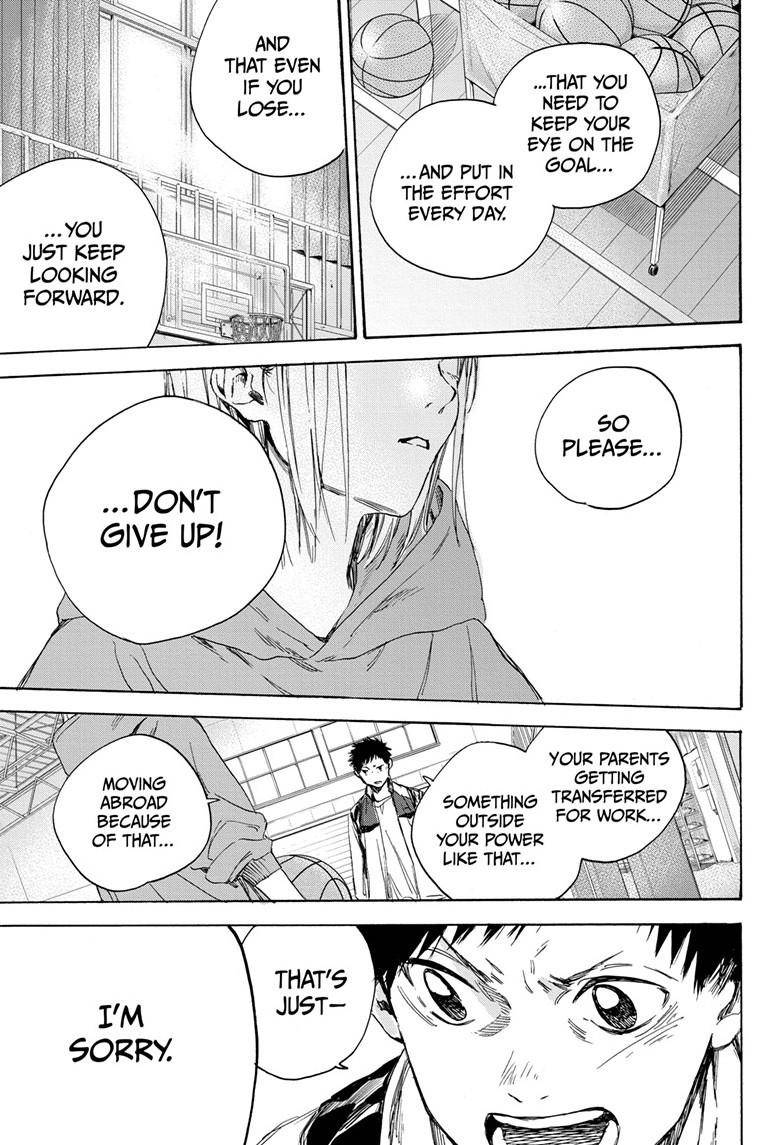 ...THAT YOU
NEED TO
KEEP YOUR
EYE ON THE
GOAL...
...AND PUT IN
THE EFFORT
EVERY DAY.
AND
THAT EVEN
IF YOU
LOSE...
...YOU
JUST KEEP
LOOKING
FORWARD.
SO
PLEASE...
...DON'T
GIVE UP!
YOUR PARENTS
GETTING
TRANSFERRED
FOR WORK...
SOMETHING
OUTSIDE
YOUR POWER
LIKE THAT...
MOVING
ABROAD
BECAUSE
OF THAT...
THAT'S
JUST—
I'M
SORRY.